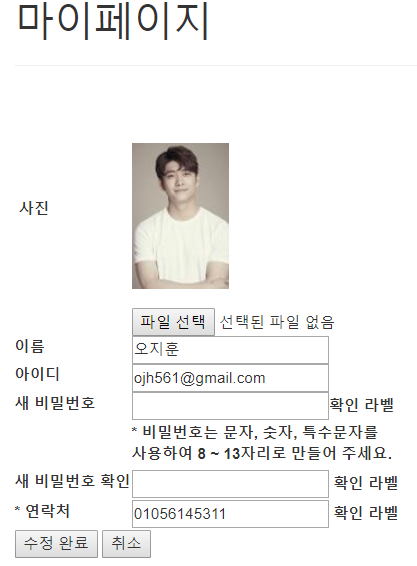 마이페이지
사진
파일 선택 선택된 파일 없음
이름 오지훈
아이디 ojh561@gmail.com
새 비밀번호 확인 라벨
* 비밀번호는 문자, 숫자, 특수문자를
사용하여 8 ~ 13자리로 만들어 주세요.
새 비밀번호 확인 확인 라벨
* 연락처 01056145311 확인 라벨
수정 완료 취소